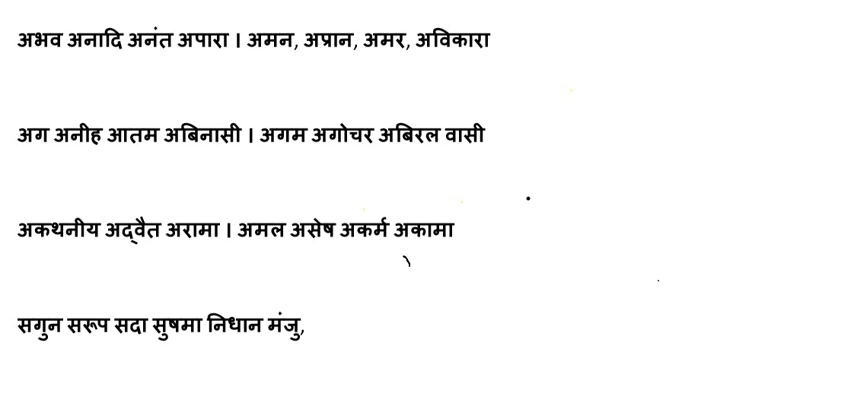 अभव अनादि अनंत अपारा । अमन, अप्रान, अमर, अविकारा
अग अनीह आतम अबिनासी । अगम अगोचर अबिरल वासी
अकथनीय अद्वैत अरामा । अमल असेष अकर्म अकामा
सगुन सरूप सदा सुषमा निधान मंजु,